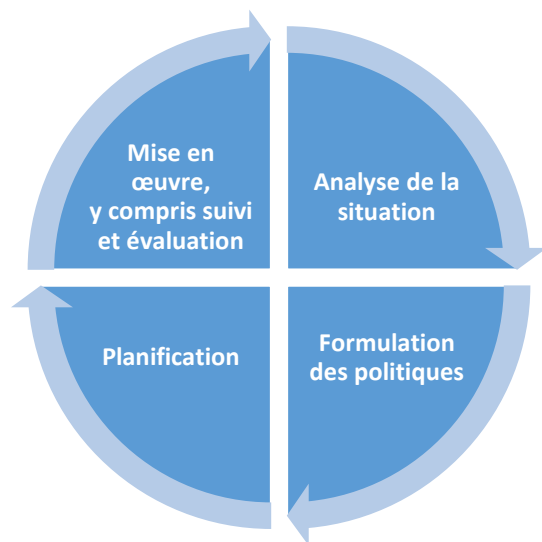 Mise en
œuvre,
y compris suivi
et évaluation
Analyse de la
situation
Planification
Formulation
des politiques